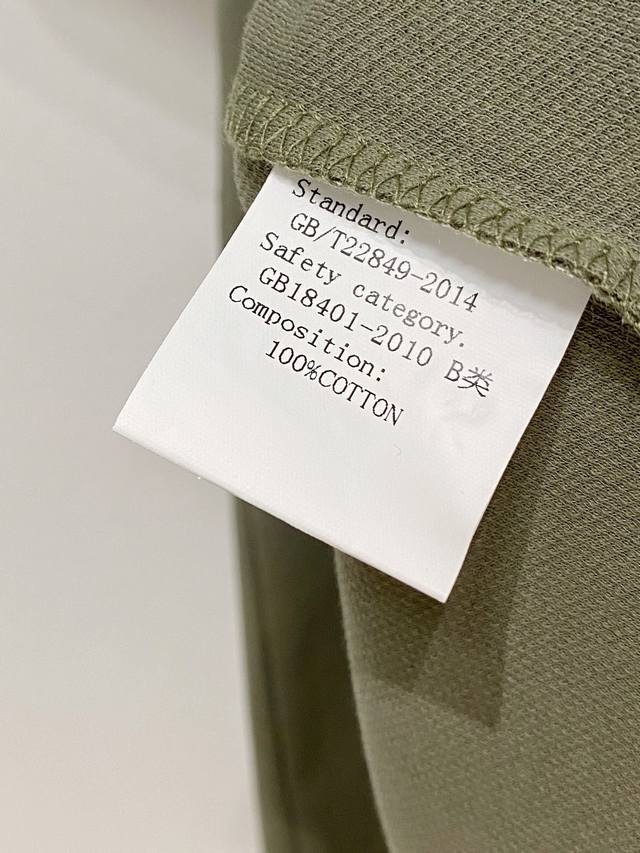 Standard:
GB/T22849-2014
Safety category.
GB18401-2010 B类
Composition:
100%COTTON